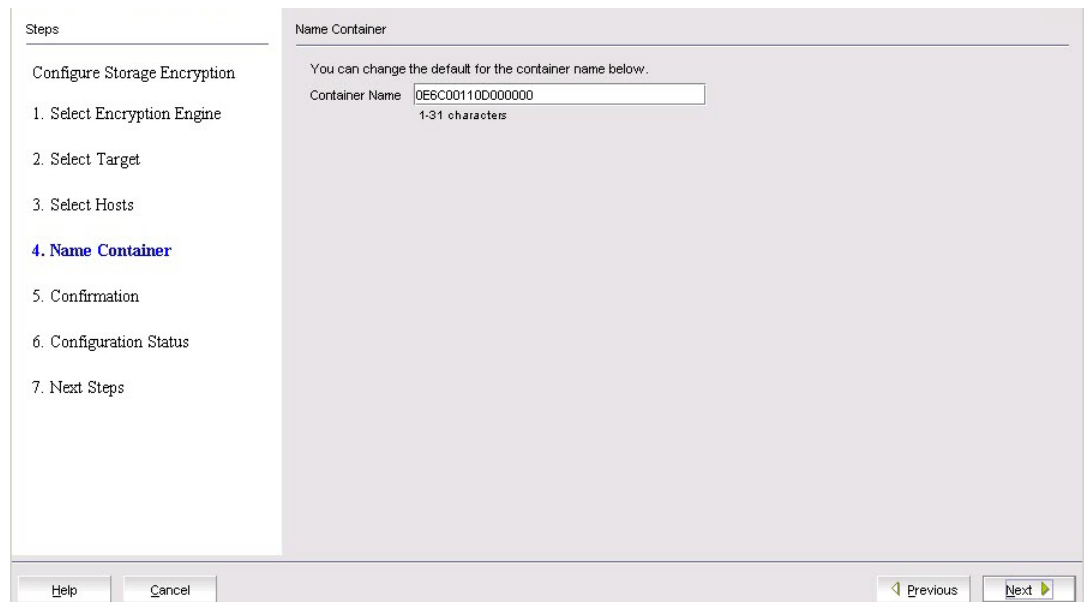 Steps
Configure Storage Encryption
1. Select Encryption Engine
2. Select Target
3. Select Hosts
4. Name Container
5. Confirmation
6. Configuration Status
7. Next Steps
Name Container
You can change the default for the container name below.
Container Name 0E6C00110D000000
1-31 characters
Help Cancel Previous Next